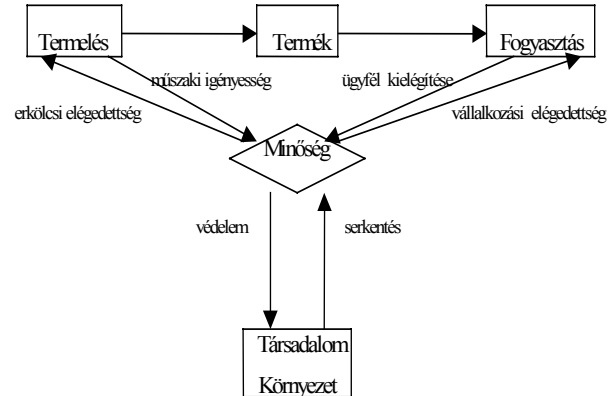 Termelés
Termék
Fogyasztás
műszaki igényesség
ügyfél kielégítése
erkölcsi elégedettség
vállalkozási elégedettség
Minőség
védelem
serkentés
Társadalom
Környezet